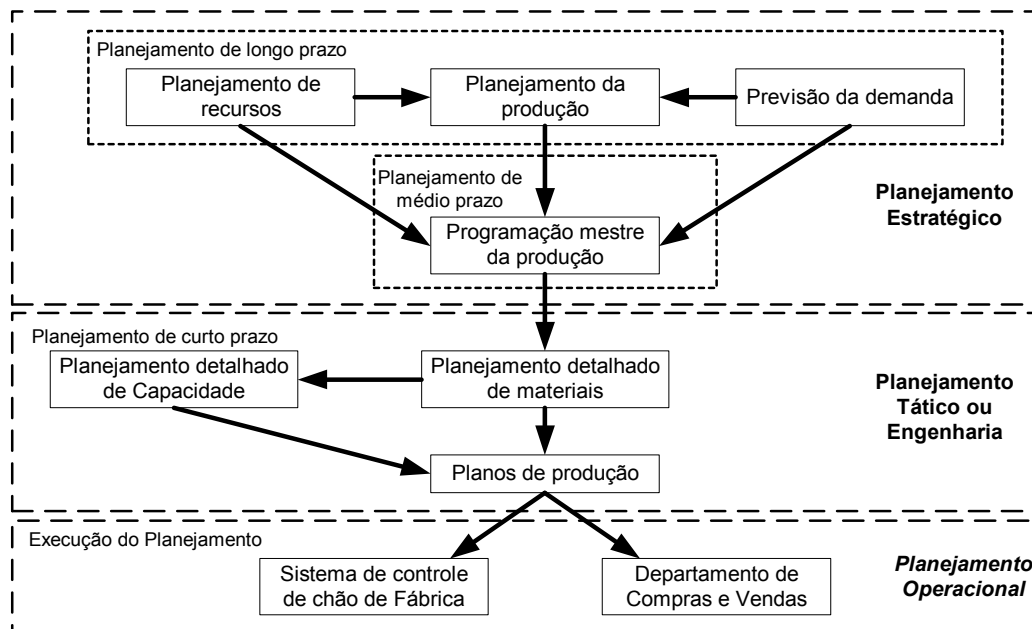 Planejamento de longo prazo
Planejamento de
recursos
Planejamento da
produção
Previsão da demanda
Planejamento de
médio prazo
Programação mestre
da produção
Planejamento
Estratégico
Planejamento de curto prazo
Planejamento detalhado
de Capacidade
Planejamento detalhado
de materiais
Planos de produção
Planejamento
Tático ou
Engenharia
Execução do Planejamento
Sistema de controle
de chão de Fábrica
Departamento de
Compras e Vendas
Planejamento
Operacional